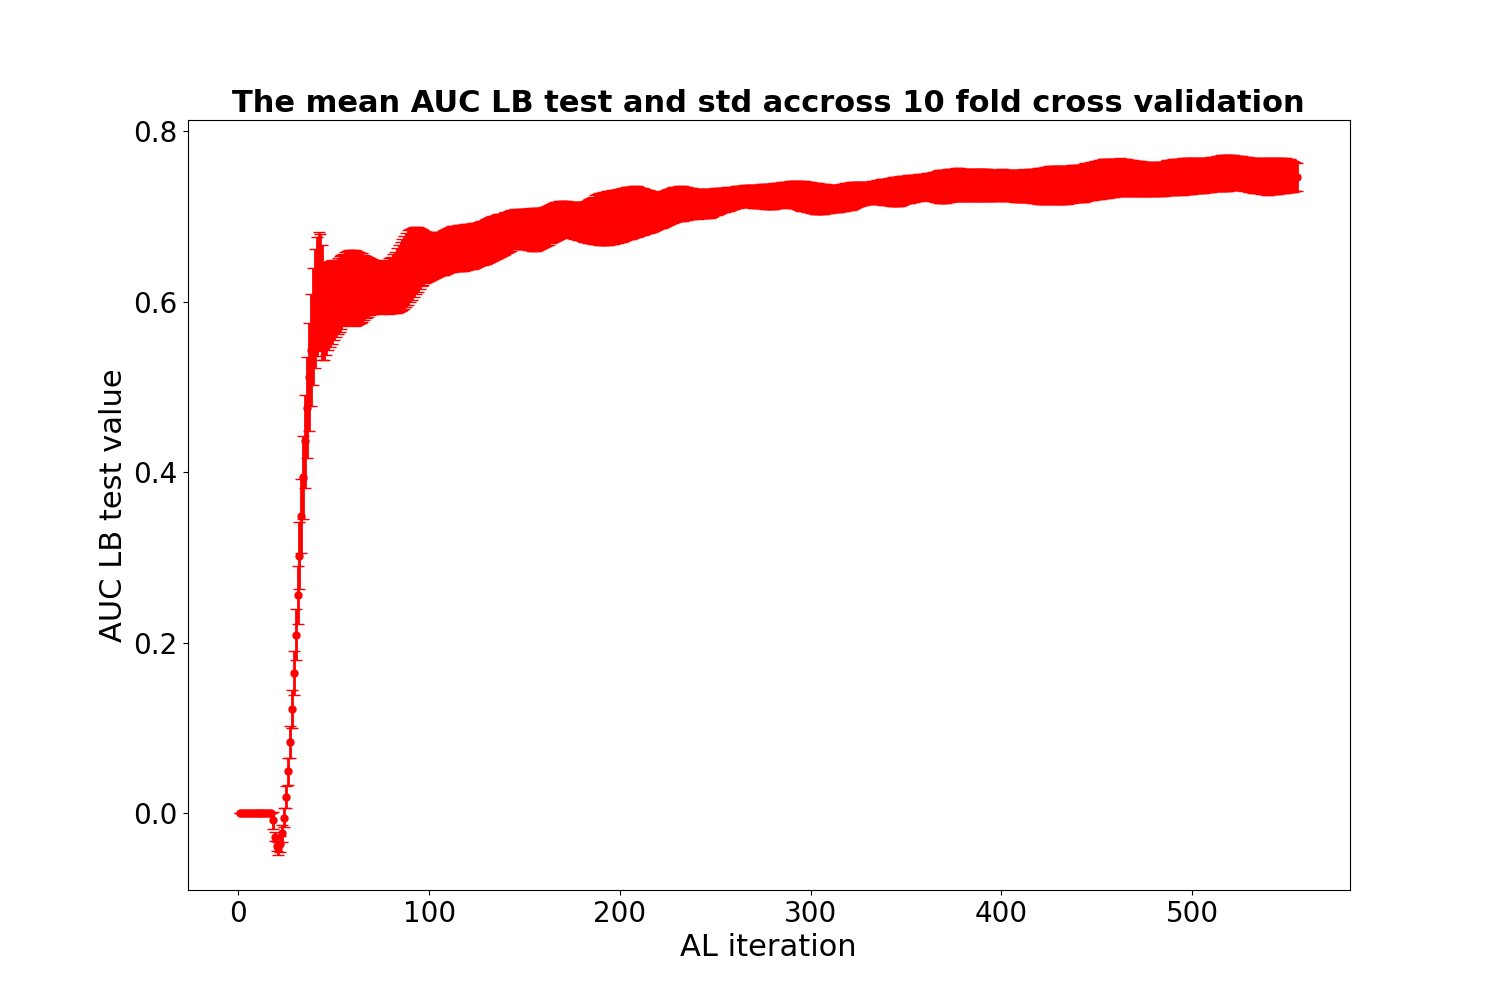 The mean AUC LB test and std accross 10 fold cross validation
0.8
0.6
0.4
0.2
0.0
AUC LB test value
0 100 200 300 400 500
AL iteration